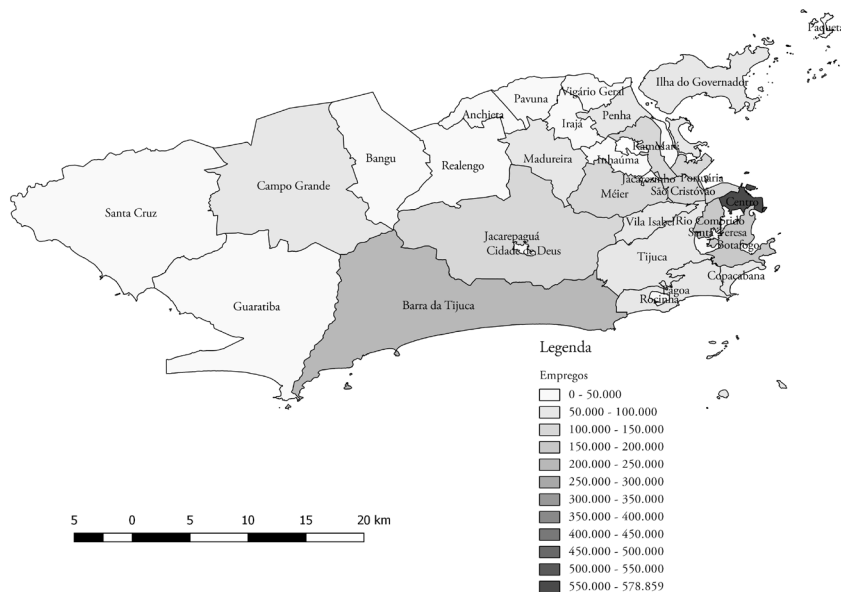 Paquetá
Ilha do Governador
Vigário Geral
Pavuna
Anchieta
Penha
Irajá
Ramos
Maré
Bangu
Realengo
Madureira
Inhaúma
Jacarezinho
Portuária
Campo Grande
Méier
São Cristóvão
Centro
Santa Cruz
Vila Isabel
Rio Comprido
Santa Teresa
Jacarepaguá
Cidade de Deus
Botafogo
Tijuca
Copacabana
Lagoa
Rocinha
Guaratiba
Barra da Tijuca
Legenda
Empregos
0 - 50.000
50.000 - 100.000
100.000 - 150.000
150.000 - 200.000
200.000 - 250.000
250.000 - 300.000
300.000 - 350.000
350.000 - 400.000
400.000 - 450.000
450.000 - 500.000
500.000 - 550.000
550.000 - 578.859
5 0 5 10 15 20 km